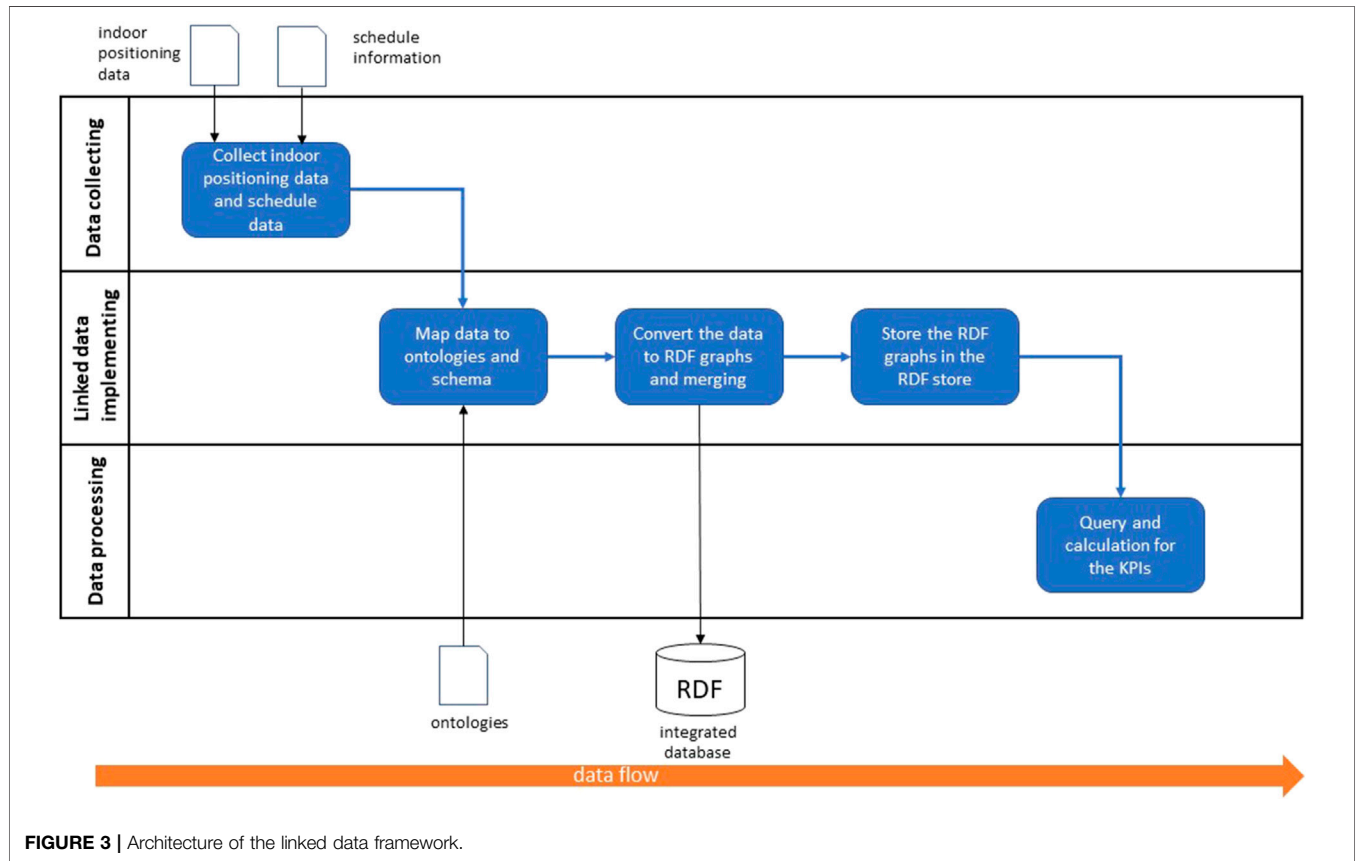 indoor
positioning
data
schedule
information
Data collecting
Collect indoor
positioning data
and schedule
data
Linked data
implementing
Map data to
ontologies and
schema
Convert the data
to RDF graphs
and merging
Store the RDF
graphs in the
RDF store
Data processing
Query and
calculation for
the KPIs
ontologies
RDF
integrated
database
data flow
FIGURE 3 | Architecture of the linked data framework.